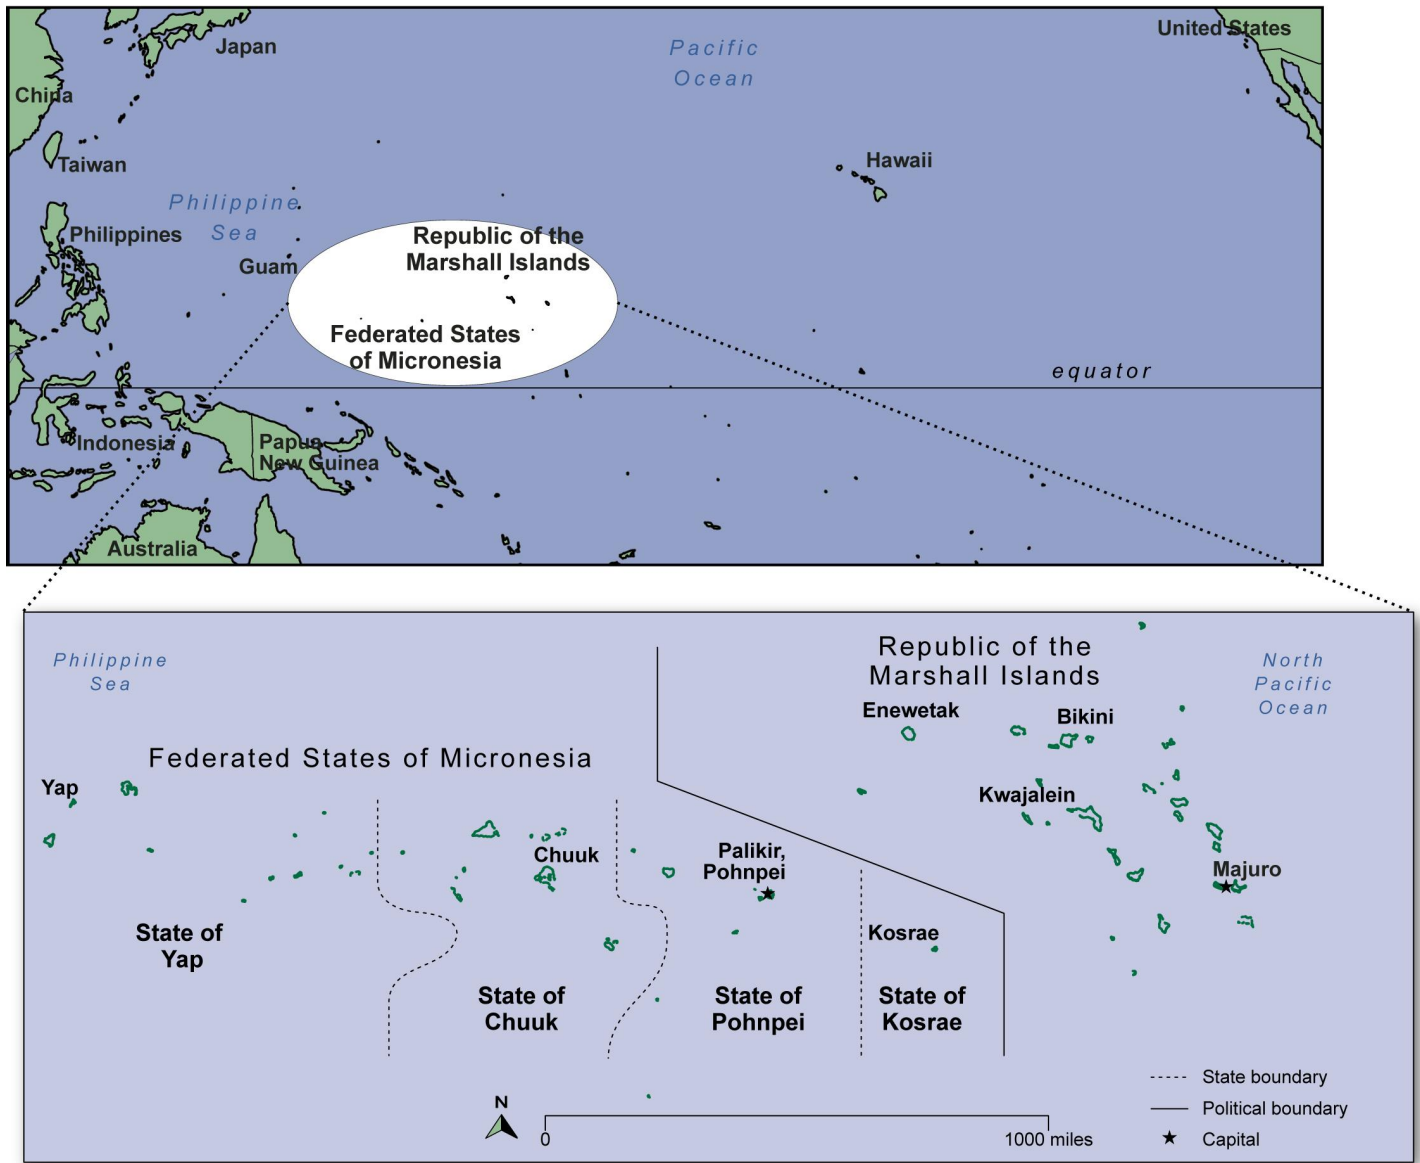 Japan
Pacific
Ocean
United States
China
Taiwan
Hawaii
Philippine
Sea
Philippines
Guam
Republic of the
Marshall Islands
Federated States
of Micronesia
equator
Indonesia
Papua
New Guinea
Australia
Philippine
Sea
Republic of the
Marshall Islands
North
Pacific
Ocean
Enewetak
Bikini
Federated States of Micronesia
Yap
Kwajalein
Chuuk
Palikir,
Pohnpei
Majuro
State of
Yap
Kosrae
State of
Chuuk
State of
Pohnpei
State of
Kosrae
State boundary
Political boundary
Capital
N
0
1000 miles